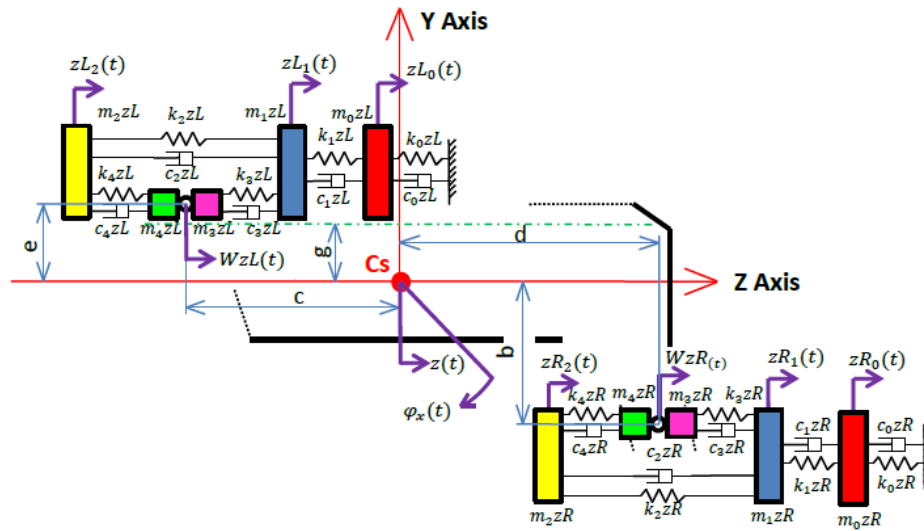 Y Axis
zL₂(t)
zL₁(t)
zL₀(t)
m₂zL
k₂zL
m₁zL
m₀zL
k₁zL
k₀zL
c₂zL
k₄zL
k₃zL
c₁zL
c₀zL
c₄zL
m₄zL
m₃zL
c₃zL
e
WzL(t)
g
d
Cs
Z Axis
c
b
z(t)
φₓ(t)
zR₂(t)
WzR(t)
zR₁(t)
zR₀(t)
k₄zR
m₄zR
m₃zR
k₃zR
c₁zR
c₀zR
c₄zR
c₂zR
c₃zR
k₁zR
k₀zR
k₂zR
m₂zR
m₁zR
m₀zR